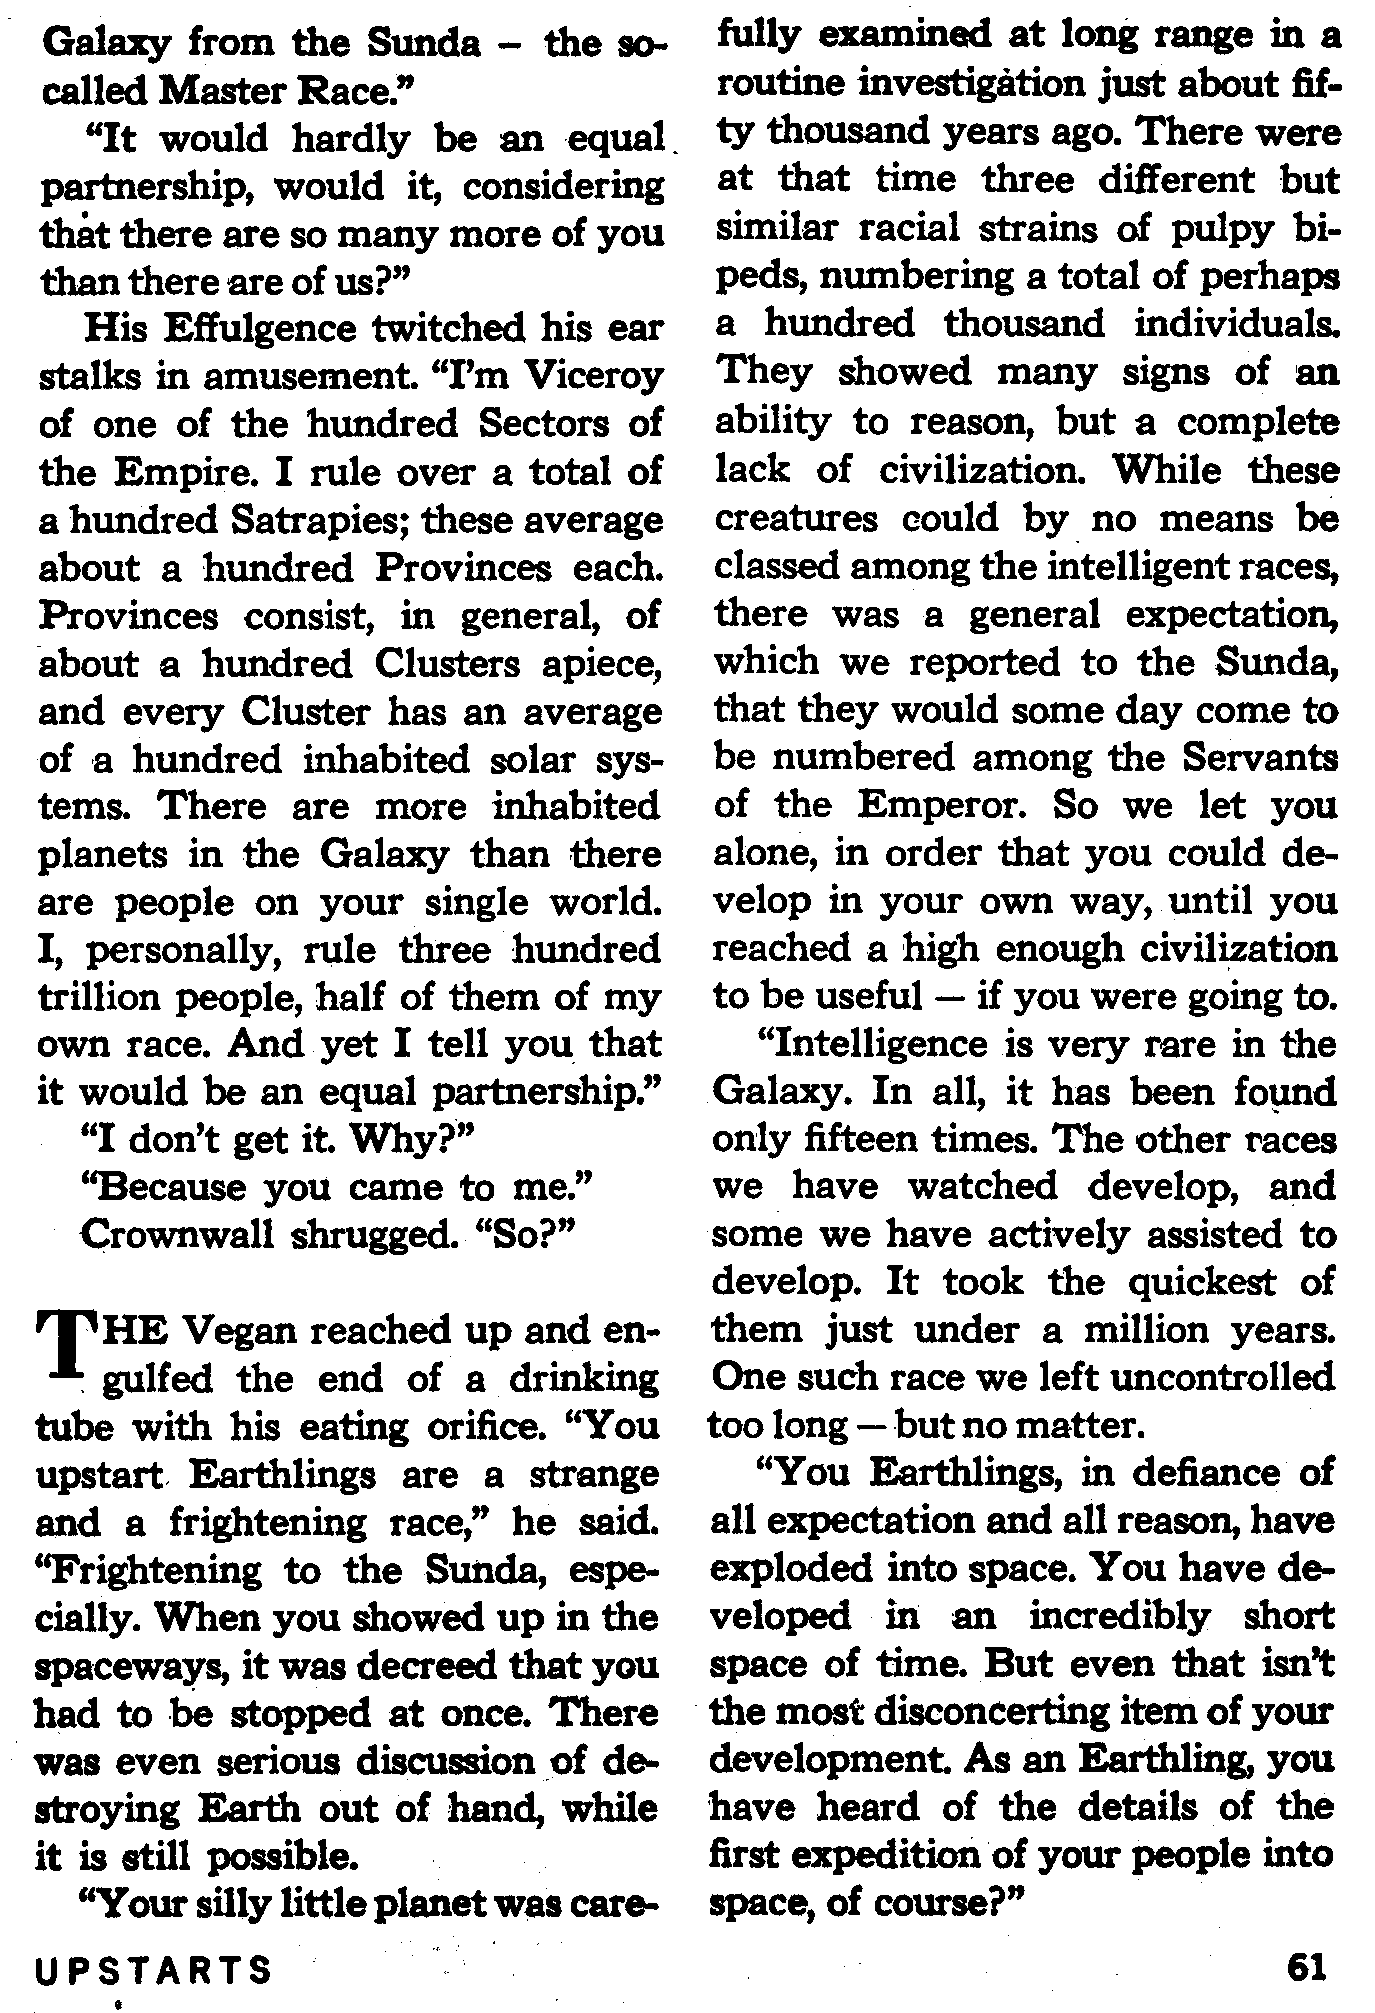 Galaxy from the Sunda – the so-
called Master Race.”
“It would hardly be an equal
partnership, would it, considering
that there are so many more of you
than there are of us?”
His Effulgence twitched his ear
stalks in amusement. “I’m Viceroy
of one of the hundred Sectors of
the Empire. I rule over a total of
a hundred Satrapies; these average
about a hundred Provinces each.
Provinces consist, in general, of
about a hundred Clusters apiece,
and every Cluster has an average
of a hundred inhabited solar sys-
tems. There are more inhabited
planets in the Galaxy than there
are people on your single world.
I, personally, rule three hundred
trillion people, half of them of my
own race. And yet I tell you that
it would be an equal partnership.”
“I don’t get it. Why?”
“Because you came to me.”
Crownwall shrugged. “So?”
THE Vegan reached up and en-
gulfed the end of a drinking
tube with his eating orifice. “You
upstart Earthlings are a strange
and a frightening race,” he said.
“Frightening to the Sunda, espe-
cially. When you showed up in the
spaceways, it was decreed that you
had to be stopped at once. There
was even serious discussion of de-
stroying Earth out of hand, while
it is still possible.
“Your silly little planet was care-
fully examined at long range in a
routine investigation just about fif-
ty thousand years ago. There were
at that time three different but
similar racial strains of pulpy bi-
peds, numbering a total of perhaps
a hundred thousand individuals.
They showed many signs of an
ability to reason, but a complete
lack of civilization. While these
creatures could by no means be
classed among the intelligent races,
there was a general expectation,
which we reported to the Sunda,
that they would some day come to
be numbered among the Servants
of the Emperor. So we let you
alone, in order that you could de-
velop in your own way, until you
reached a high enough civilization
to be useful — if you were going to.
“Intelligence is very rare in the
Galaxy. In all, it has been found
only fifteen times. The other races
we have watched develop, and
some we have actively assisted to
develop. It took the quickest of
them just under a million years.
One such race we left uncontrolled
too long — but no matter.
“You Earthlings, in defiance of
all expectation and all reason, have
exploded into space. You have de-
veloped in an incredibly short
space of time. But even that isn’t
the most disconcerting item of your
development. As an Earthling, you
have heard of the details of the
first expedition of your people into
space, of course?”
UPSTARTS
61